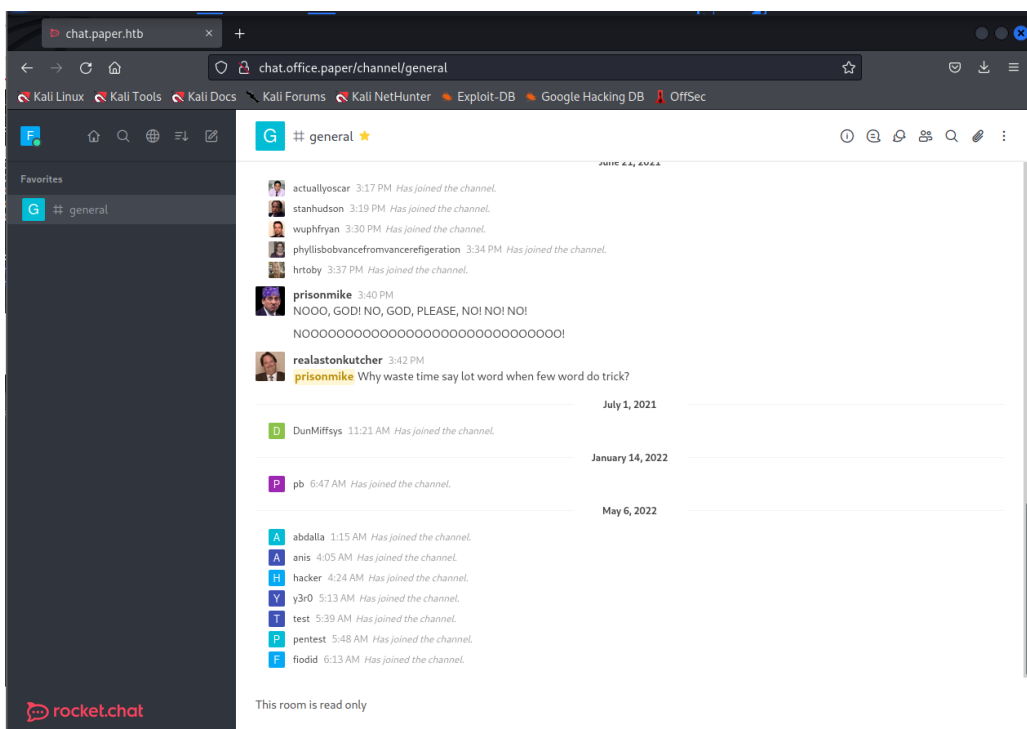 chat.paper.htb
chat.office.paper/channel/general
Kali Linux Kali Tools Kali Docs Kali Forums Kali NetHunter Exploit-DB Google Hacking DB OffSec
F
G # general
Favorites
G # general
June 21, 2021
actuallyoscar 3:17 PM Has joined the channel.
stanhudson 3:19 PM Has joined the channel.
wuphfryan 3:30 PM Has joined the channel.
phyllisbobvancefromvancerefigeration 3:34 PM Has joined the channel.
hrtoby 3:37 PM Has joined the channel.
prisonmike 3:40 PM
NOOO, GOD! NO, GOD, PLEASE, NO! NO! NO!
NOOOOOOOOOOOOOOOOOOOOOOOOOOOOOO!
realastonkutcher 3:42 PM
prisonmike Why waste time say lot word when few word do trick?
July 1, 2021
D DunMiffsys 11:21 AM Has joined the channel.
January 14, 2022
P pb 6:47 AM Has joined the channel.
May 6, 2022
A abdalla 1:15 AM Has joined the channel.
A anis 4:05 AM Has joined the channel.
H hacker 4:24 AM Has joined the channel.
Y y3r0 5:13 AM Has joined the channel.
T test 5:39 AM Has joined the channel.
P pentest 5:48 AM Has joined the channel.
F fiodid 6:13 AM Has joined the channel.
This room is read only
rocket.chat